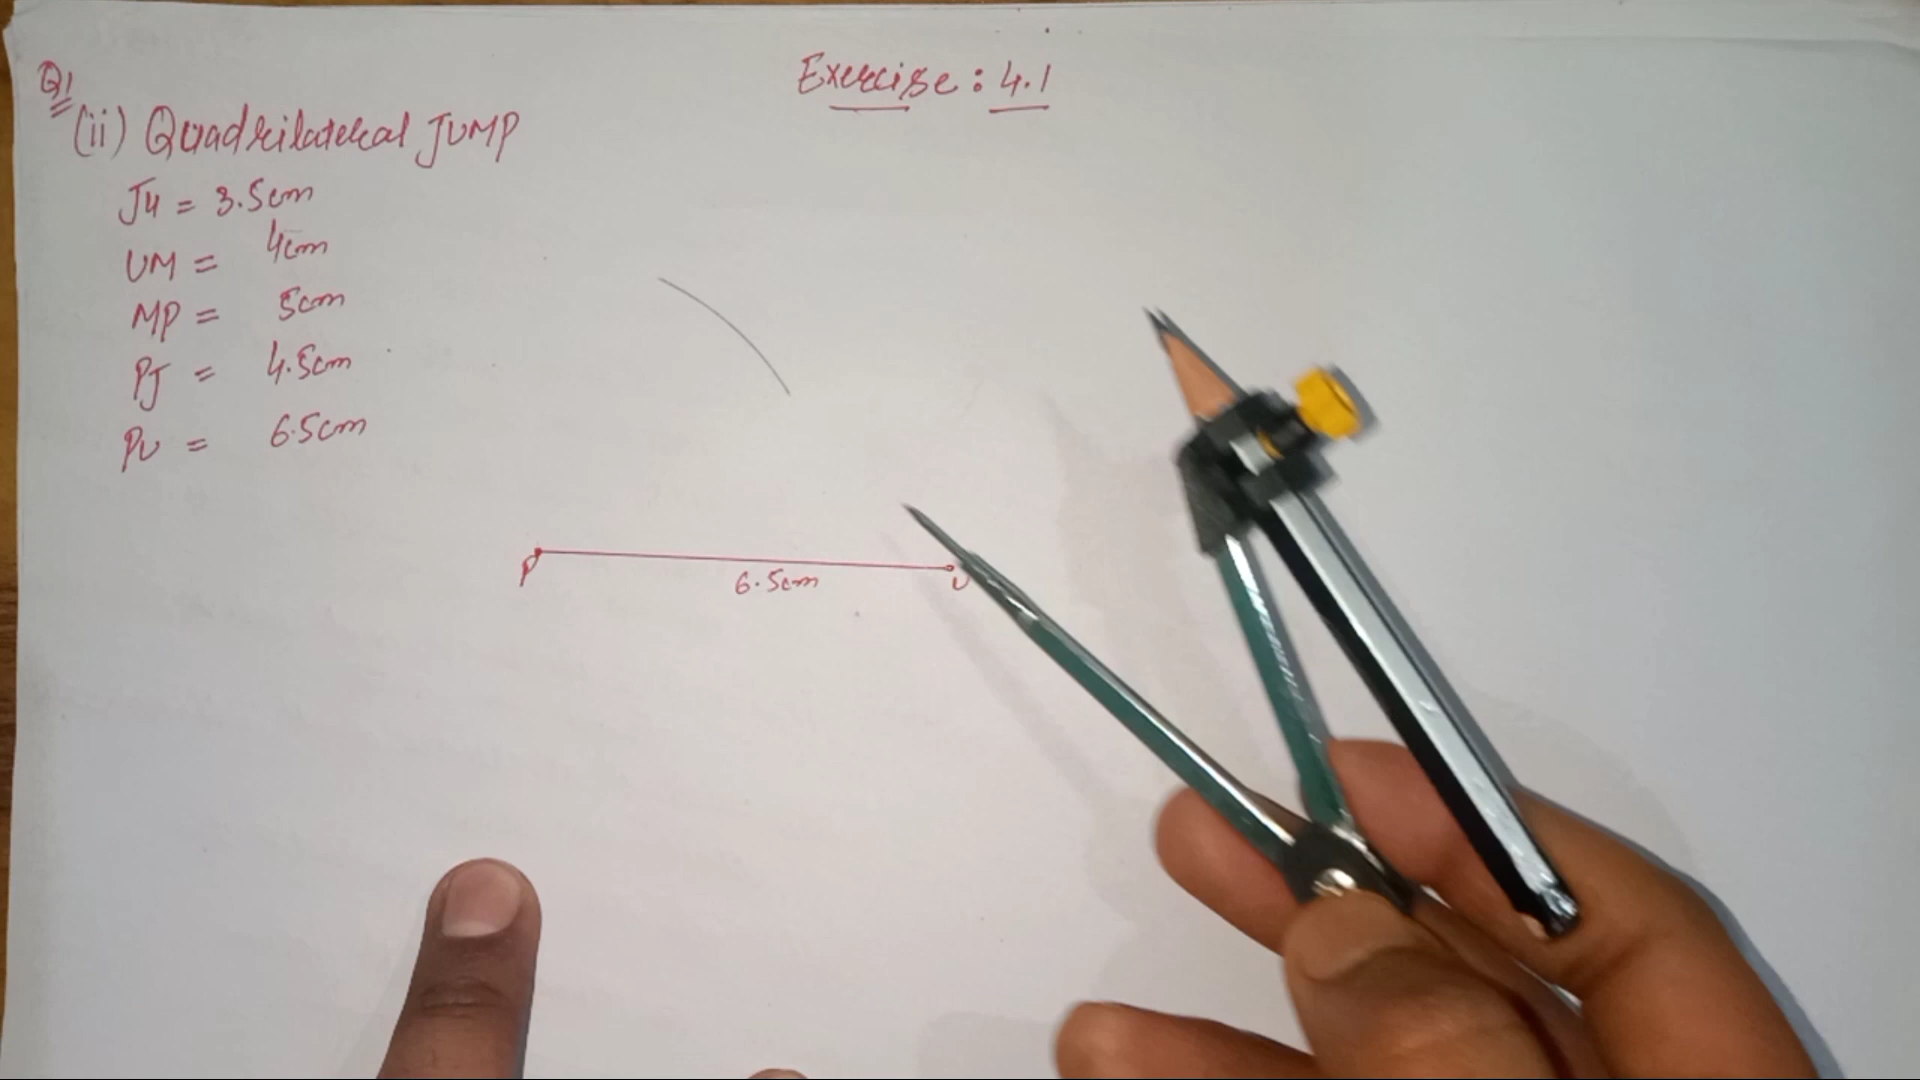 Exercise : 4.1
Q1
(ii) Quadrilateral JUMP
JU = 3.5cm
UM = 4cm
MP = 5cm
PJ = 4.5cm
PU = 6.5cm
P
6.5cm
U